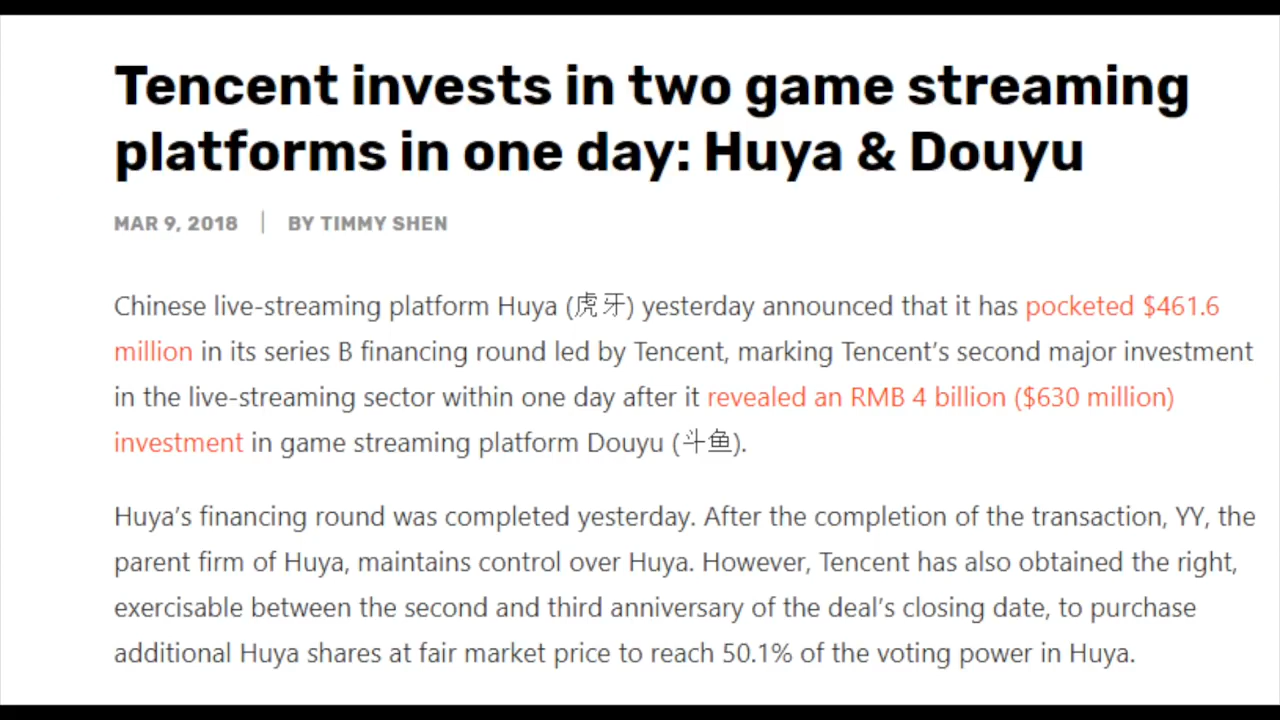 Tencent invests in two game streaming
platforms in one day: Huya & Douyu
MAR 9, 2018 | BY TIMMY SHEN
Chinese live-streaming platform Huya (虎牙) yesterday announced that it has pocketed $461.6
million in its series B financing round led by Tencent, marking Tencent’s second major investment
in the live-streaming sector within one day after it revealed an RMB 4 billion ($630 million)
investment in game streaming platform Douyu (斗鱼).
Huya’s financing round was completed yesterday. After the completion of the transaction, YY, the
parent firm of Huya, maintains control over Huya. However, Tencent has also obtained the right,
exercisable between the second and third anniversary of the deal’s closing date, to purchase
additional Huya shares at fair market price to reach 50.1% of the voting power in Huya.